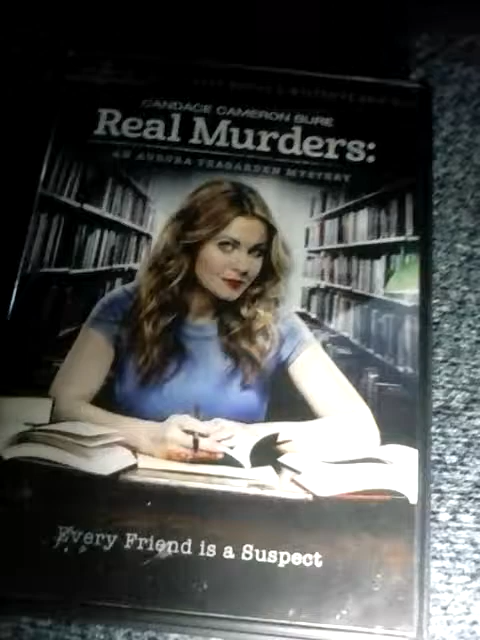 CANDACE CAMERON BURE
Real Murders:
AN AURORA TEAGARDEN MYSTERY
Every Friend is a Suspect